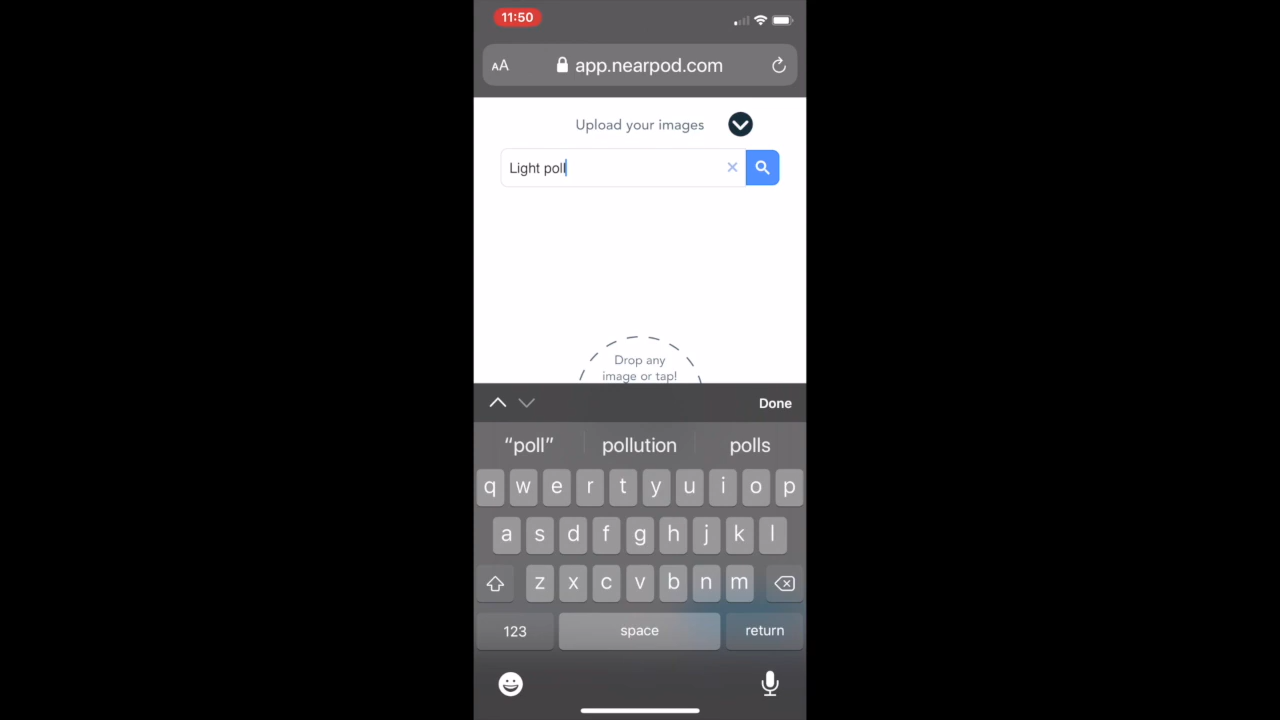 11:50
AA app.nearpod.com
Upload your images
Light poll
Drop any
image or tap!
Done
“poll” pollution polls
q w e r t y u i o p
a s d f g h j k l
z x c v b n m
123 space return